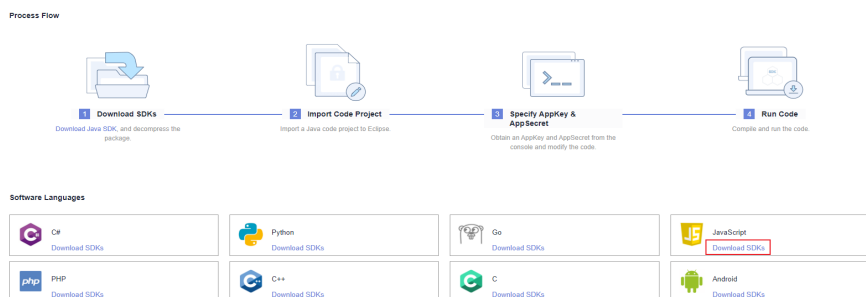 Process Flow
1 Download SDKs
Download Java SDK, and decompress the
package.
2 Import Code Project
Import a Java code project to Eclipse.
3 Specify AppKey &
AppSecret
Obtain an AppKey and AppSecret from the
console and modify the code.
4 Run Code
Compile and run the code.
Software Languages
C#
Download SDKs
Python
Download SDKs
Go
Download SDKs
JS
JavaScript
Download SDKs
php
PHP
Download SDKs
C++
Download SDKs
C
Download SDKs
Android
Download SDKs